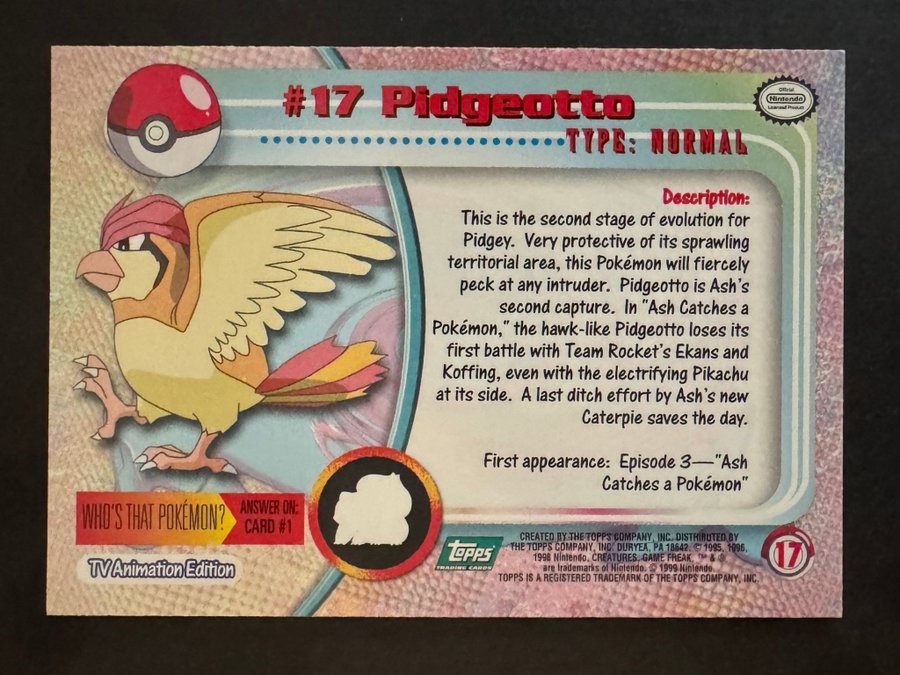 #17 Pidgeotto
Official
Nintendo
Licensed Product
TYPE: NORMAL
Description:
This is the second stage of evolution for
Pidgey. Very protective of its sprawling
territorial area, this Pokémon will fiercely
peck at any intruder. Pidgeotto is Ash's
second capture. In "Ash Catches a
Pokémon," the hawk-like Pidgeotto loses its
first battle with Team Rocket's Ekans and
Koffing, even with the electrifying Pikachu
at its side. A last ditch effort by Ash's new
Caterpie saves the day.
First appearance: Episode 3—"Ash
Catches a Pokémon"
WHO'S THAT POKÉMON?
ANSWER ON:
CARD #1
TV Animation Edition
topps
TRADING CARDS
CREATED BY THE TOPPS COMPANY, INC. DISTRIBUTED BY
THE TOPPS COMPANY, INC. DURYEA, PA 18642. © 1995, 1996,
1998 Nintendo, CREATURES, GAME FREAK. ™ & ®
are trademarks of Nintendo. © 1999 Nintendo.
TOPPS IS A REGISTERED TRADEMARK OF THE TOPPS COMPANY, INC.
17